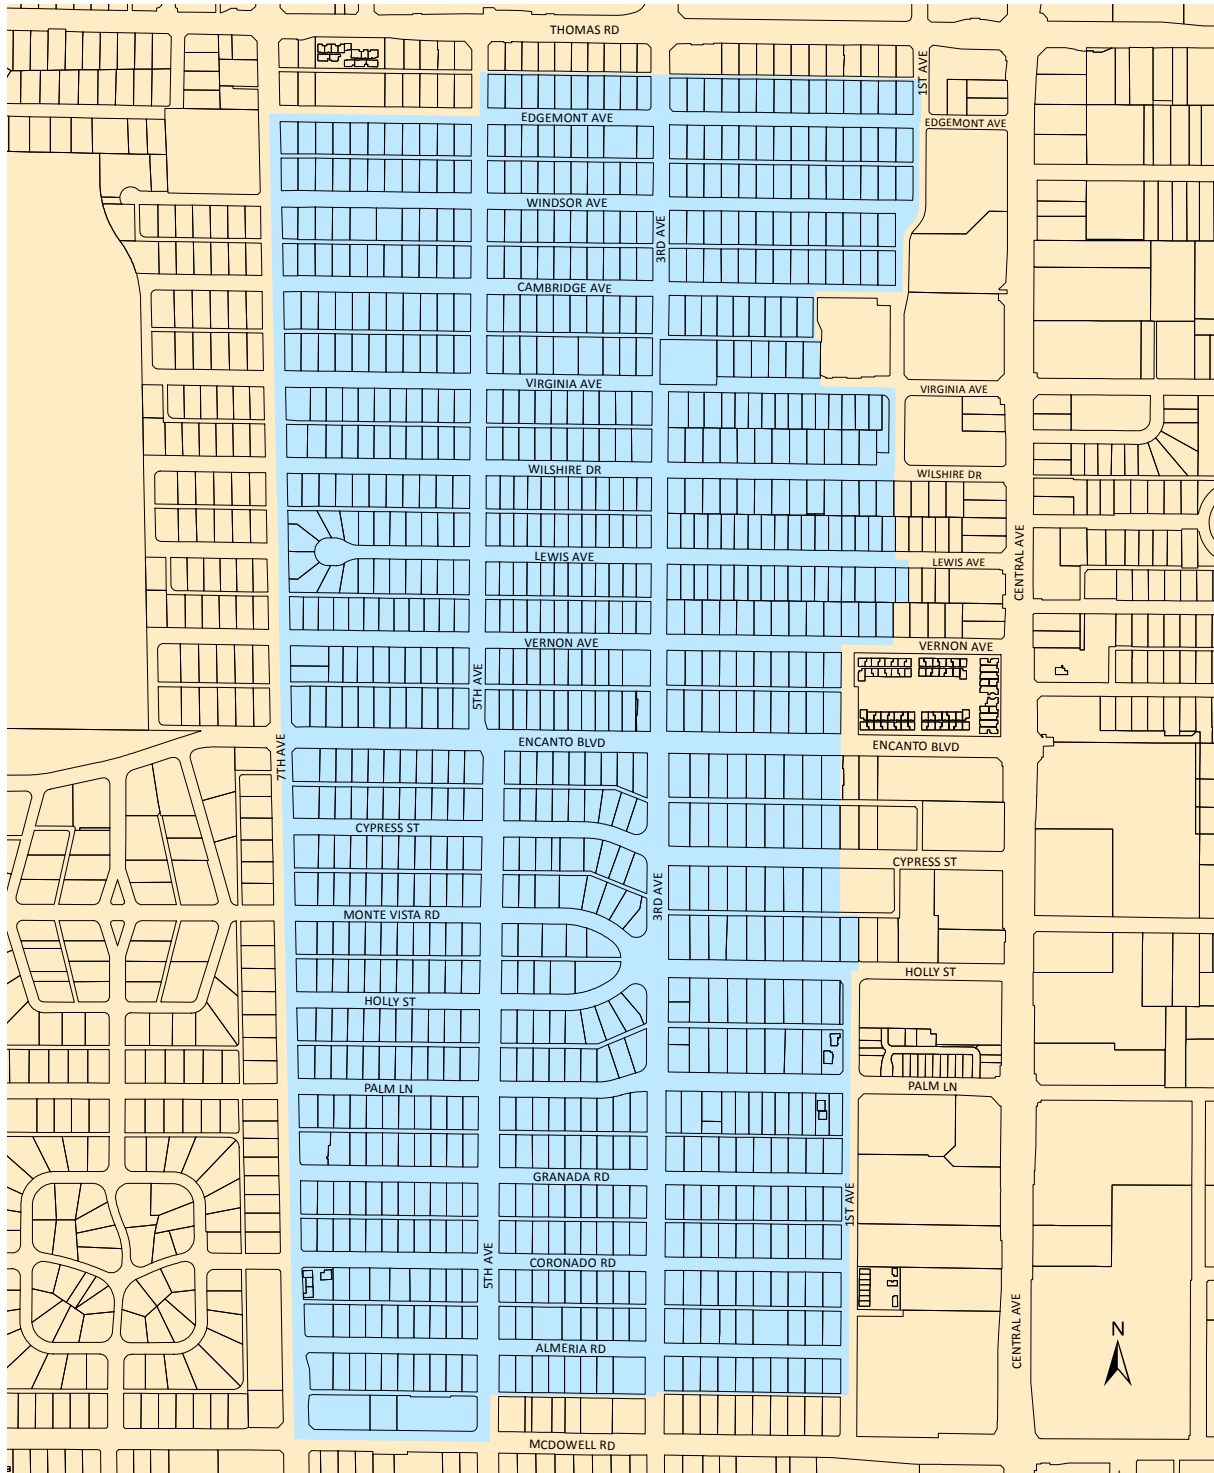 THOMAS RD
1ST AVE
EDGEMONT AVE
EDGEMONT AVE
WINDSOR AVE
3RD AVE
CAMBRIDGE AVE
VIRGINIA AVE
VIRGINIA AVE
WILSHIRE DR
WILSHIRE DR
CENTRAL AVE
LEWIS AVE
LEWIS AVE
VERNON AVE
VERNON AVE
5TH AVE
ENCANTO BLVD
ENCANTO BLVD
7TH AVE
CYPRESS ST
CYPRESS ST
3RD AVE
MONTE VISTA RD
HOLLY ST
HOLLY ST
PALM LN
PALM LN
GRANADA RD
1ST AVE
CORONADO RD
5TH AVE
CENTRAL AVE
N
ALMERIA RD
MCDOWELL RD